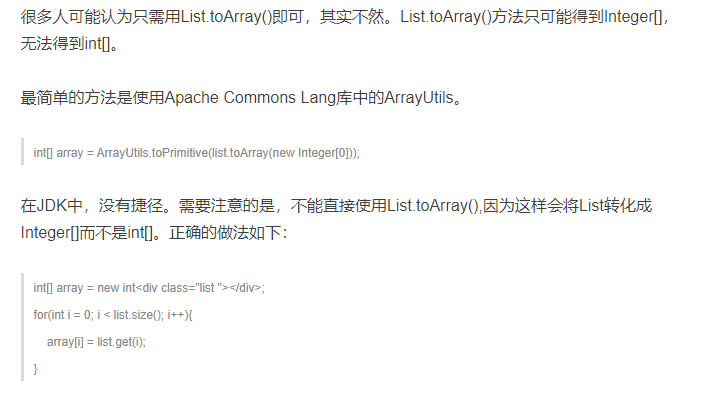 很多人可能认为只需用List.toArray()即可，其实不然。List.toArray()方法只可能得到Integer[]，
无法得到int[]。
最简单的方法是使用Apache Commons Lang库中的ArrayUtils。
int[] array = ArrayUtils.toPrimitive(list.toArray(new Integer[0]));
在JDK中，没有捷径。需要注意的是，不能直接使用List.toArray(),因为这样会将List转化成
Integer[]而不是int[]。正确的做法如下：
int[] array = new int<div class="list "></div>;
for(int i = 0; i < list.size(); i++){
    array[i] = list.get(i);
}